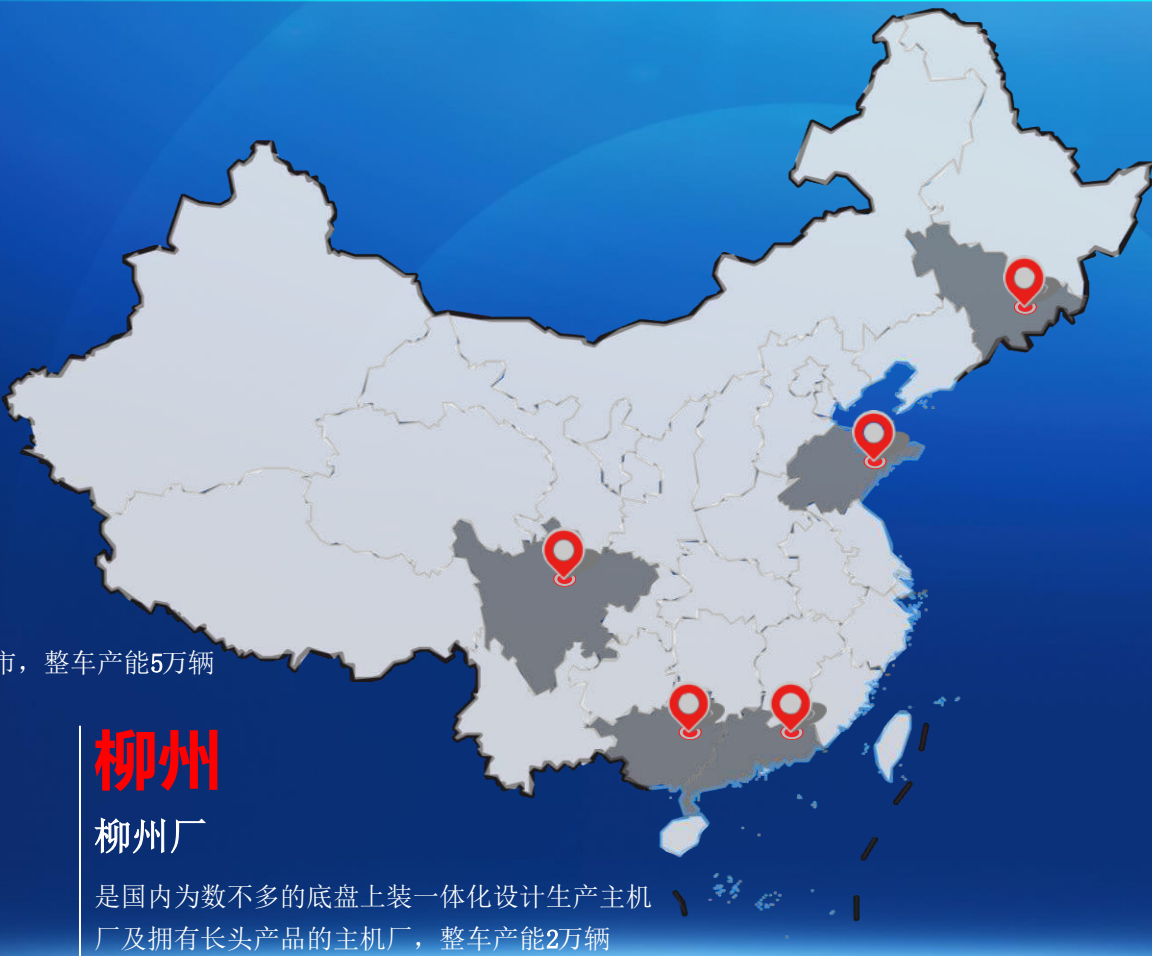 市，整车产能5万辆
柳州
柳州厂
是国内为数不多的底盘上装一体化设计生产主机
厂及拥有长头产品的主机厂，整车产能2万辆